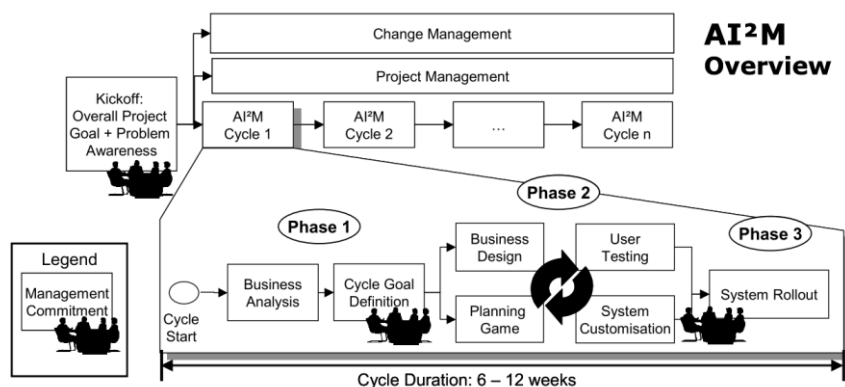 AI²M
Overview
Change Management
Project Management
Kickoff:
Overall Project
Goal + Problem
Awareness
AI²M
Cycle 1
AI²M
Cycle 2
...
AI²M
Cycle n
Phase 1
Phase 2
Phase 3
Legend
Management
Commitment
Cycle
Start
Business
Analysis
Cycle Goal
Definition
Business
Design
Planning
Game
User
Testing
System
Customisation
System Rollout
Cycle Duration: 6 – 12 weeks